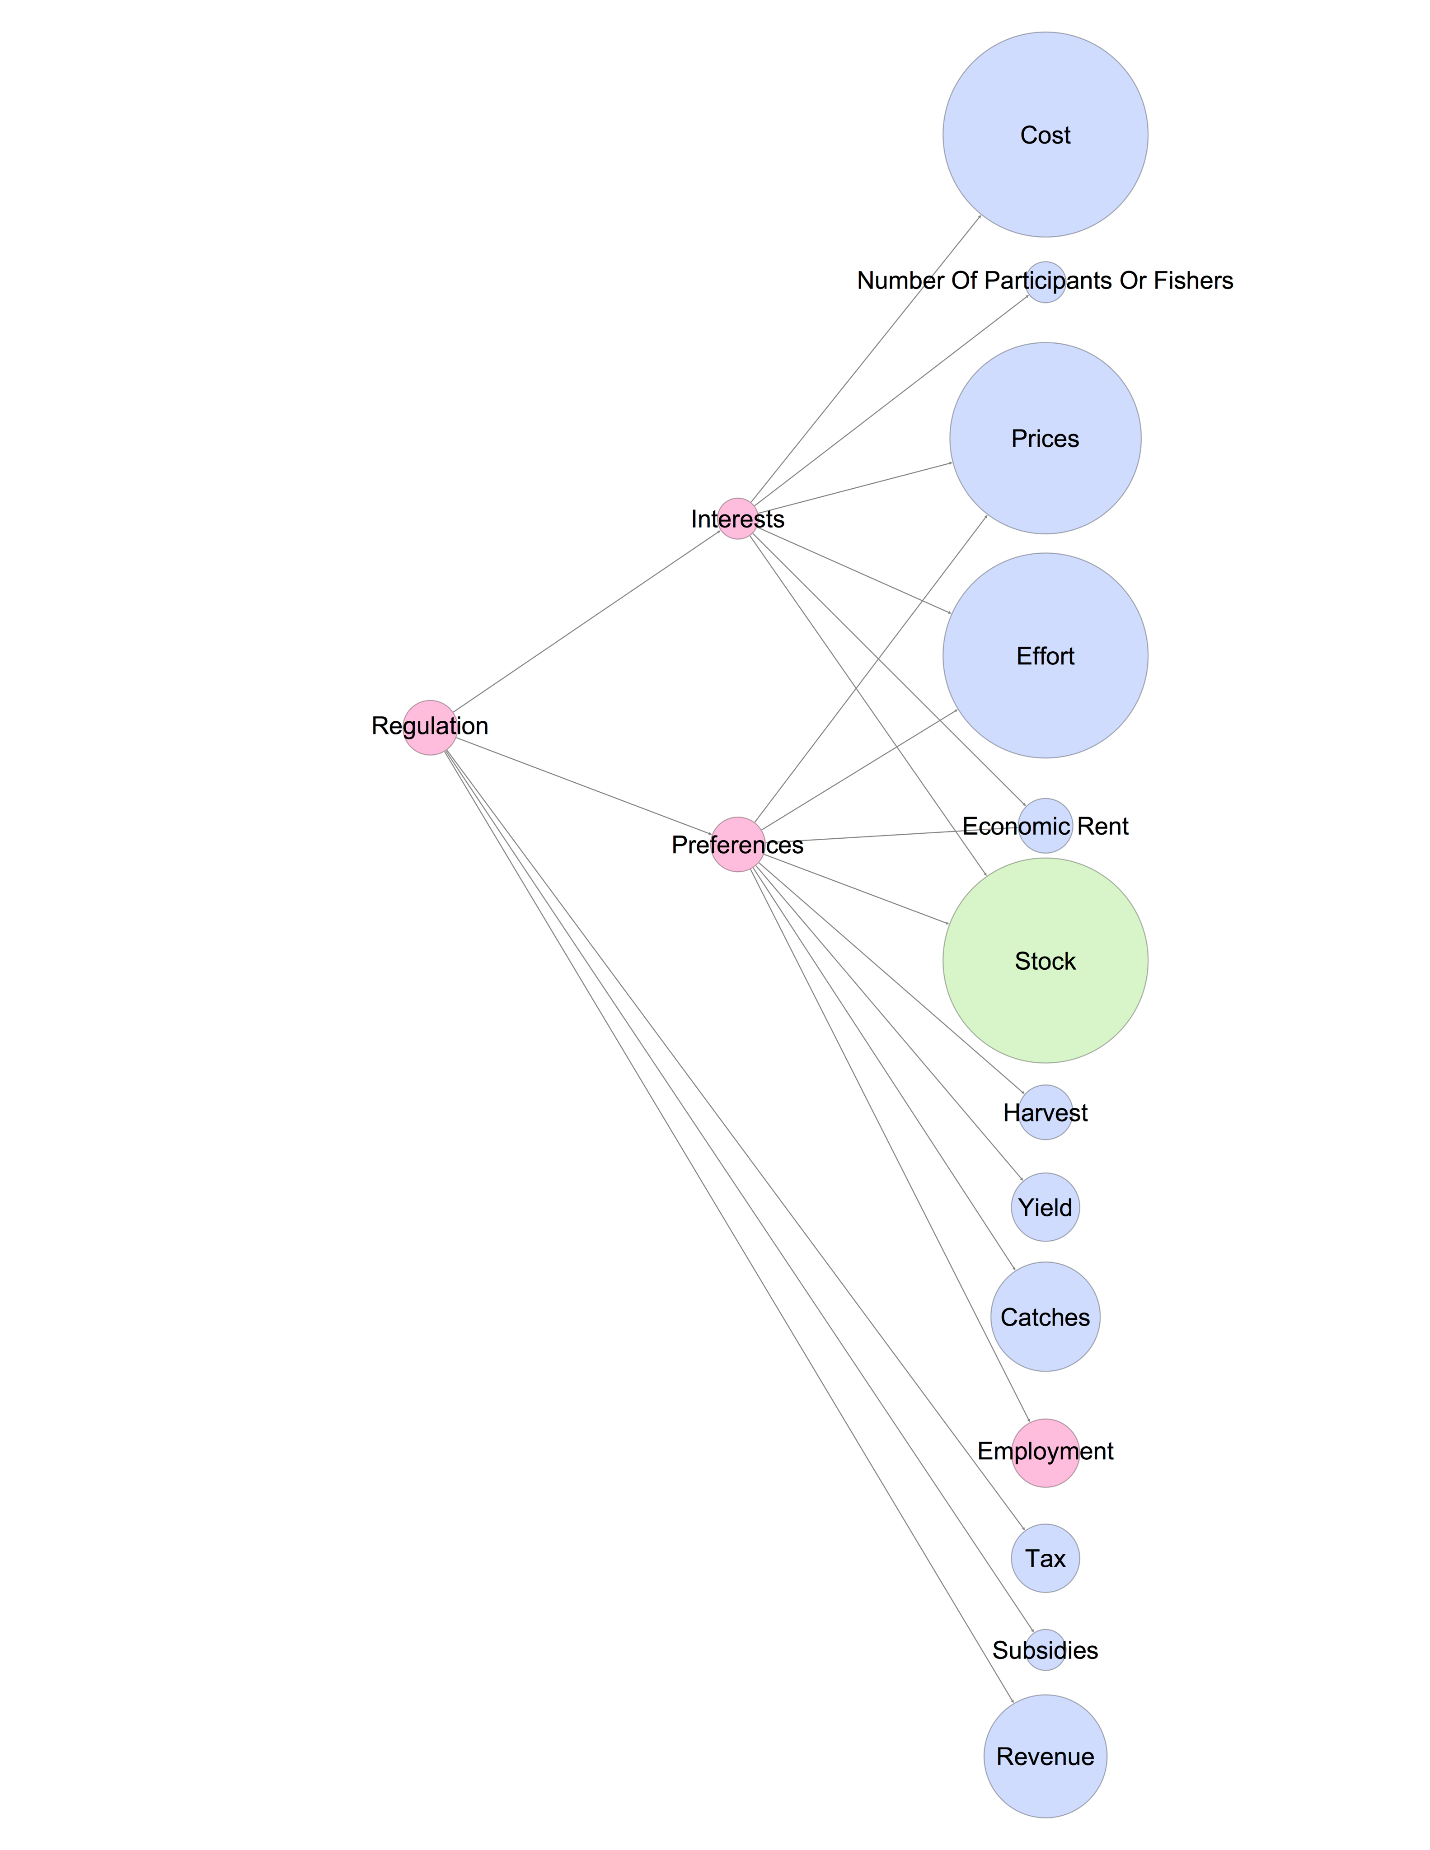 Cost
Number Of Participants Or Fishers
Prices
Interests
Effort
Regulation
Economic Rent
Preferences
Stock
Harvest
Yield
Catches
Employment
Tax
Subsidies
Revenue